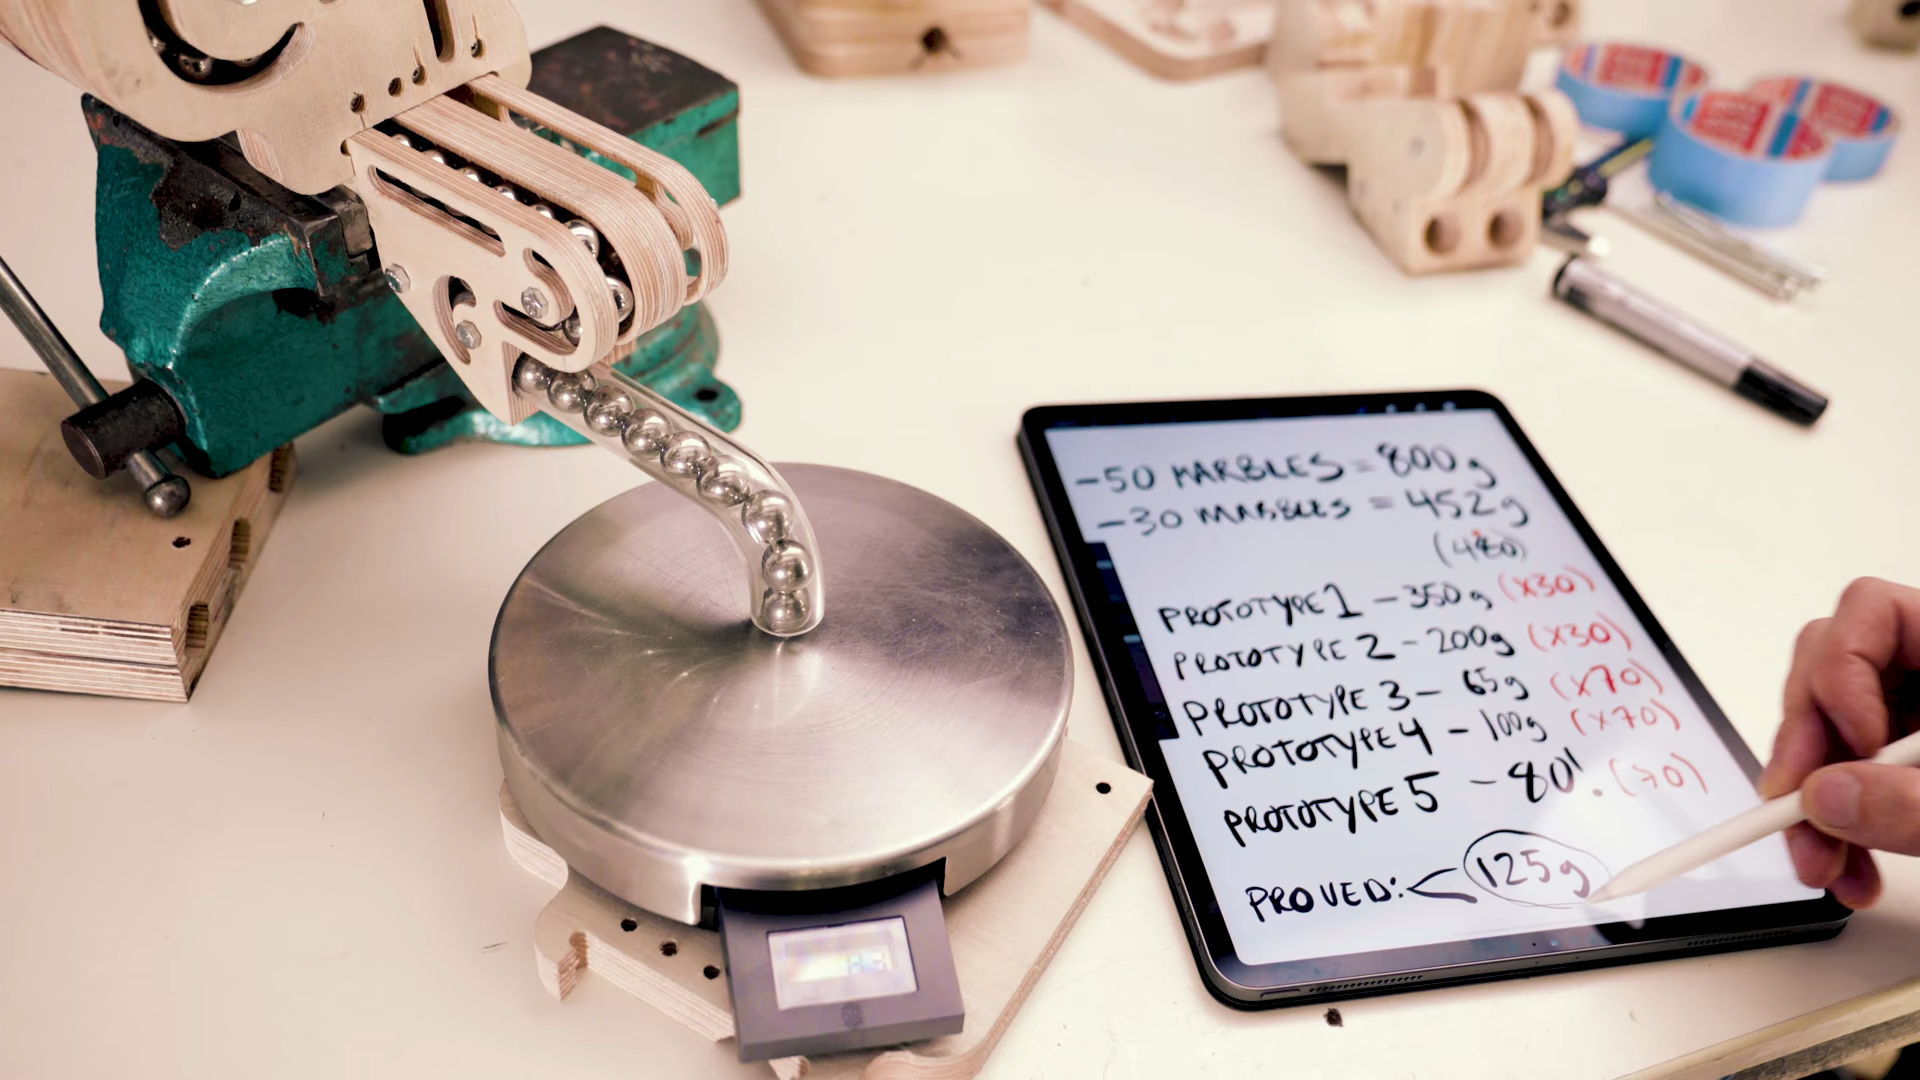 -50 MARBLES = 800g
-30 MARBLES = 452g
(480)
PROTOTYPE 1 - 350g (x30)
PROTOTYPE 2 - 200g (x30)
PROTOTYPE 3 - 65g (x70)
PROTOTYPE 4 - 100g (x70)
PROTOTYPE 5 - 80! (70)
PROVED: 125g